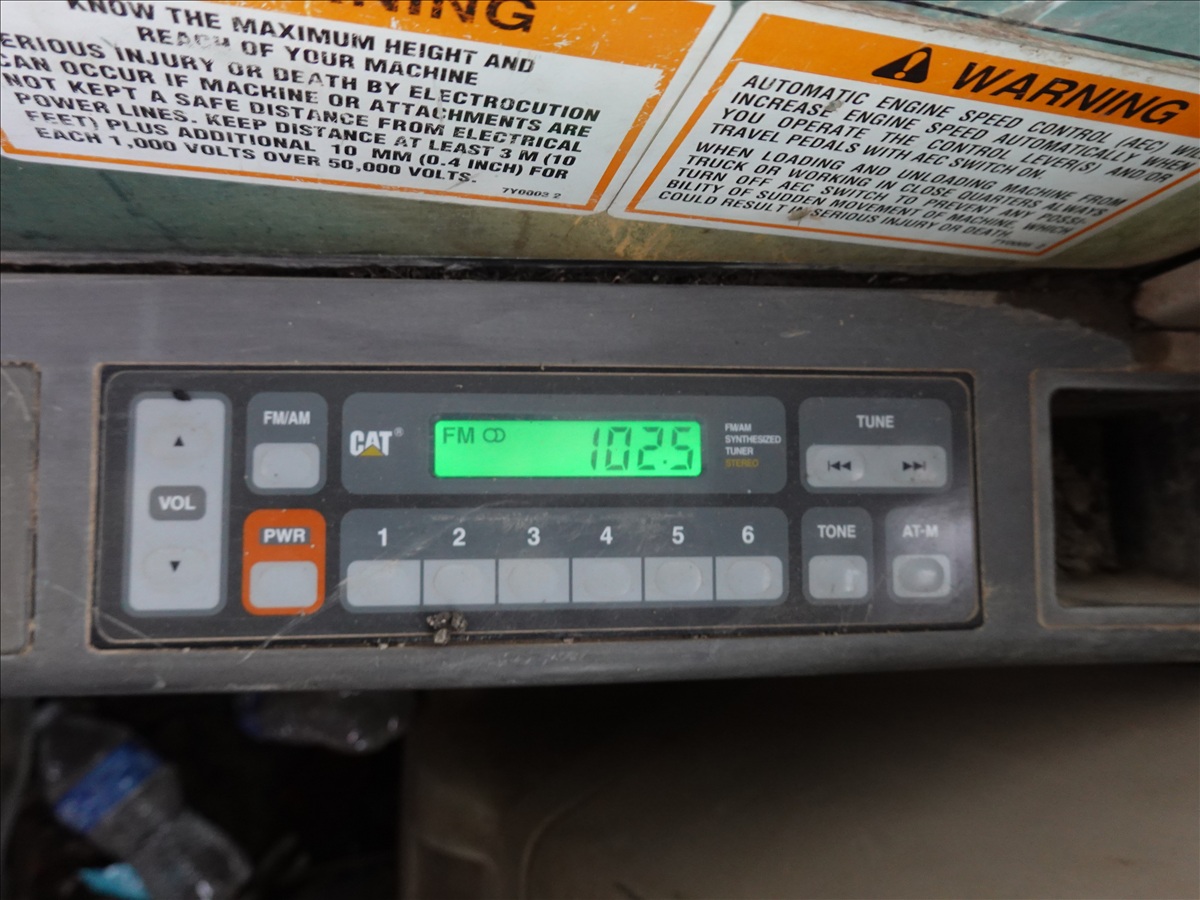 WARNING
KNOW THE MAXIMUM HEIGHT AND
REACH OF YOUR MACHINE
SERIOUS INJURY OR DEATH BY ELECTROCUTION
CAN OCCUR IF MACHINE OR ATTACHMENTS ARE
NOT KEPT A SAFE DISTANCE FROM ELECTRICAL
POWER LINES. KEEP DISTANCE AT LEAST 3 M (10
FEET) PLUS ADDITIONAL 10 MM (0.4 INCH) FOR
EACH 1,000 VOLTS OVER 50,000 VOLTS.
7Y0003 2
WARNING
AUTOMATIC ENGINE SPEED CONTROL (AEC) WILL
INCREASE ENGINE SPEED AUTOMATICALLY WHEN
YOU OPERATE THE CONTROL LEVER(S) AND/OR
TRAVEL PEDALS WITH AEC SWITCH ON.
WHEN LOADING AND UNLOADING MACHINE FROM
TRUCK OR WORKING IN CLOSE QUARTERS ALWAYS
TURN OFF AEC SWITCH TO PREVENT ANY POSSI-
BILITY OF SUDDEN MOVEMENT OF MACHINE, WHICH
COULD RESULT IN SERIOUS INJURY OR DEATH.
VOL
FM/AM
PWR
CAT®
FM 102.5
FM/AM
SYNTHESIZED
TUNER
STEREO
TUNE
1 2 3 4 5 6
TONE
AT-M